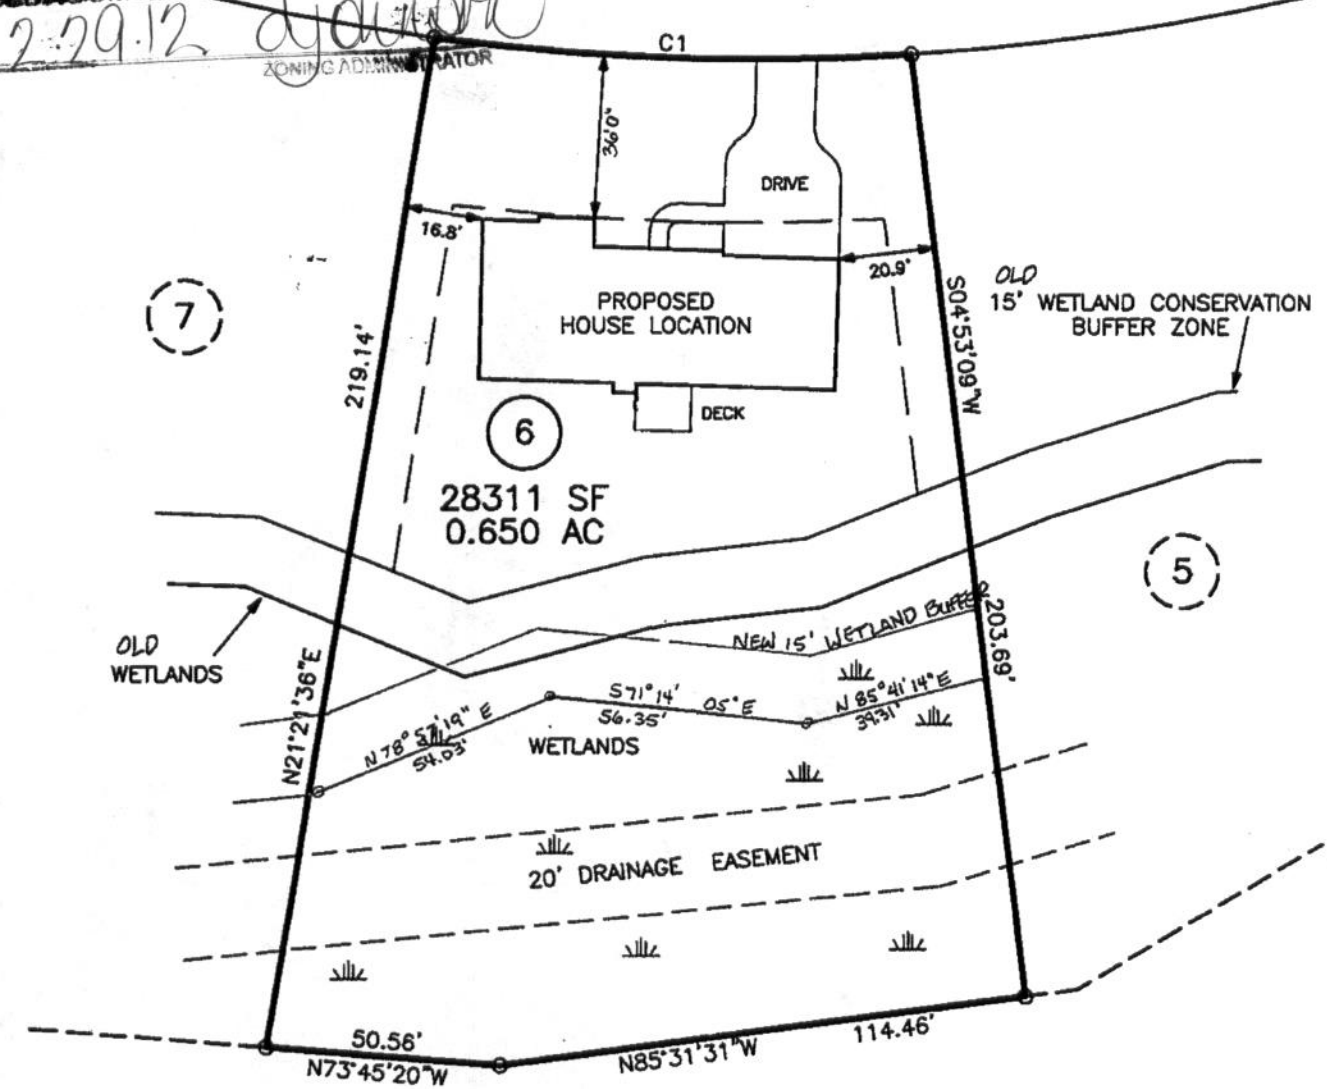 2.29.12
ZONING ADMINISTRATOR
C1
36'0"
DRIVE
16.8'
20.9'
7
PROPOSED
HOUSE LOCATION
OLD
15' WETLAND CONSERVATION
BUFFER ZONE
219.14'
S04°53'09"W
DECK
6
28311 SF
0.650 AC
5
OLD
WETLANDS
NEW 15' WETLAND BUFFER
203.69'
N21°21'36"E
N 78° 57' 19" E
54.03'
S71°14' 05"E
56.35'
N 85°41'14"E
39.31'
WETLANDS
20' DRAINAGE EASEMENT
50.56'
N73°45'20"W
N85°31'31"W
114.46'